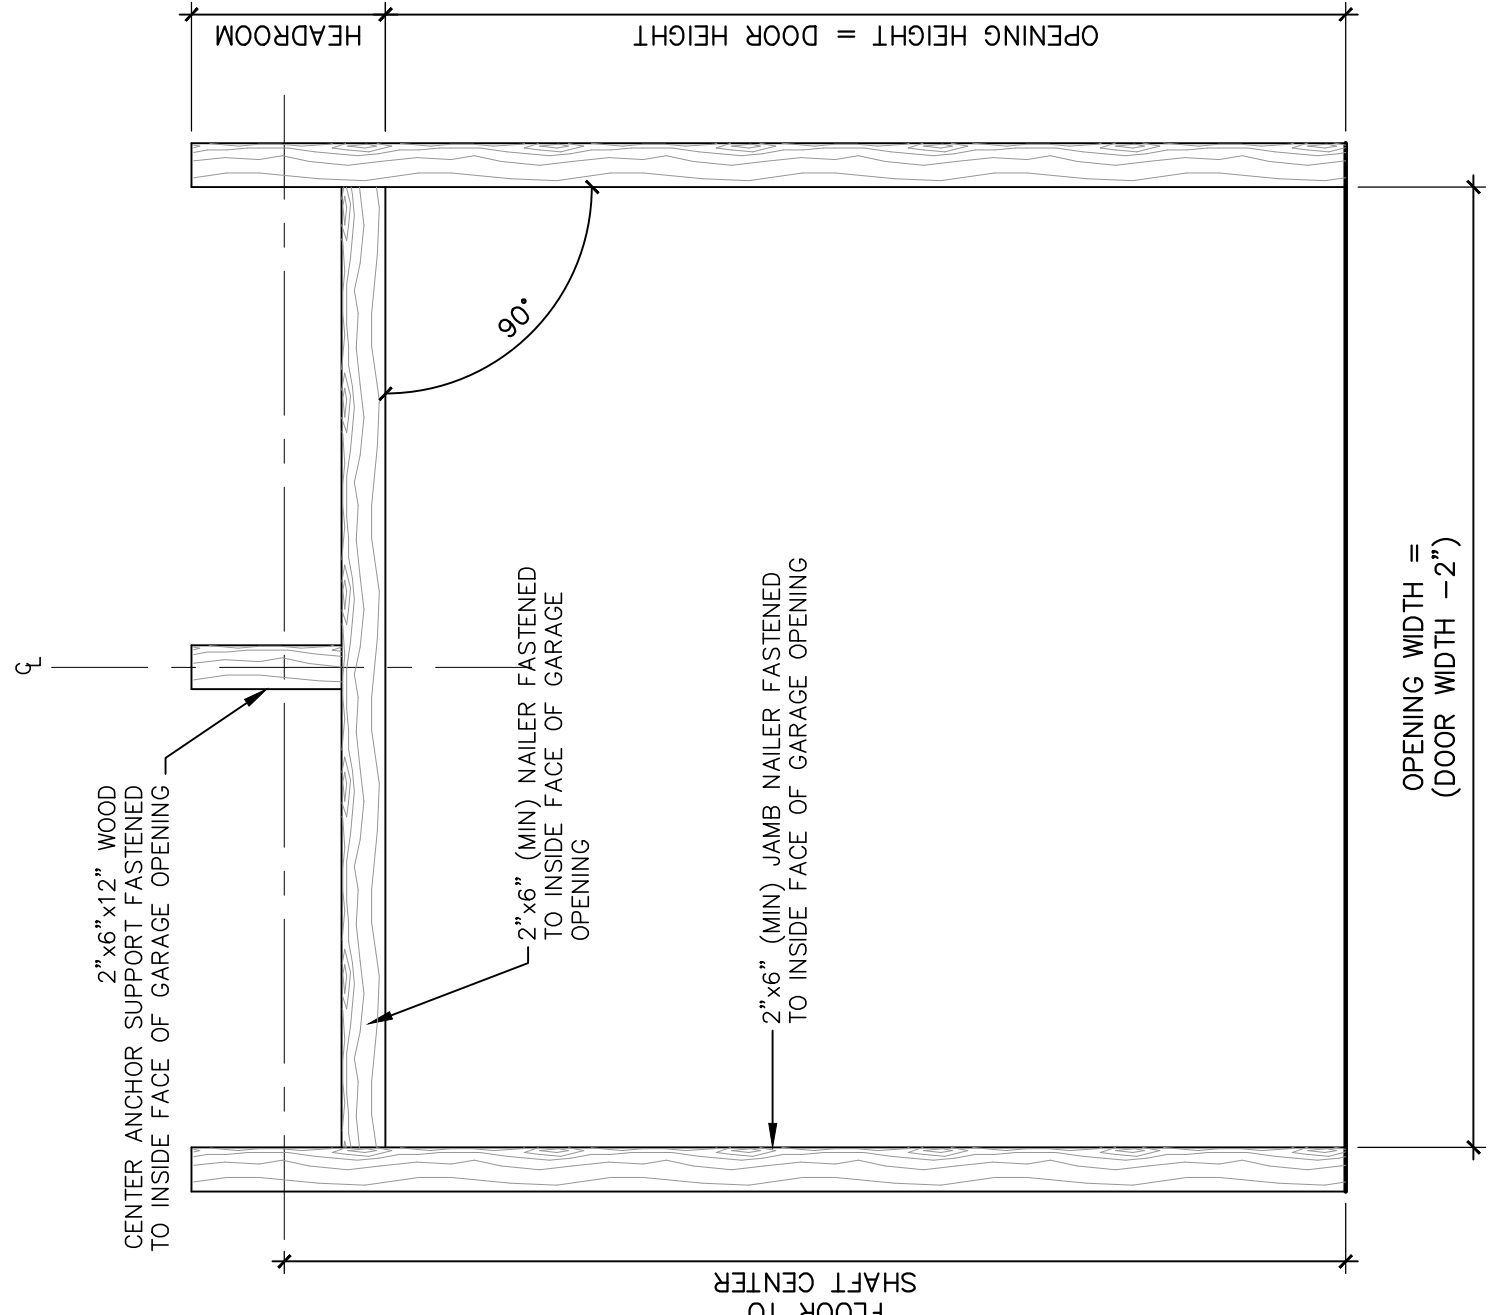 HEADROOM
OPENING HEIGHT = DOOR HEIGHT
90°
CL
2"x6"x12" WOOD
CENTER ANCHOR SUPPORT FASTENED
TO INSIDE FACE OF GARAGE OPENING
2"x6" (MIN) NAILER FASTENED
TO INSIDE FACE OF GARAGE
OPENING
2"x6" (MIN) JAMB NAILER FASTENED
TO INSIDE FACE OF GARAGE OPENING
OPENING WIDTH =
(DOOR WIDTH -2")
FLOOR TO
SHAFT CENTER